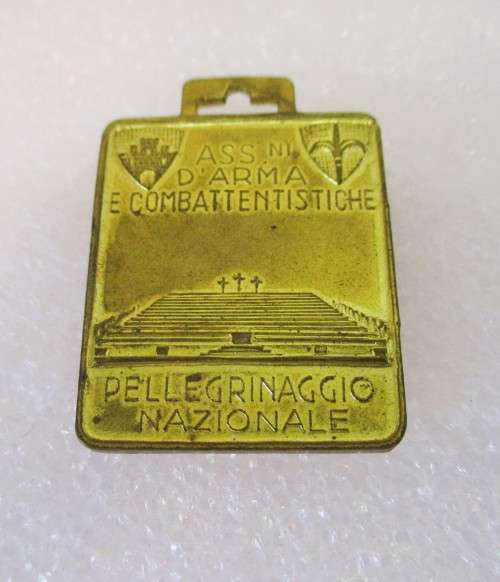 ASS.NI
D'ARMA
E COMBATTENTISTICHE
PELLEGRINAGGIO
NAZIONALE